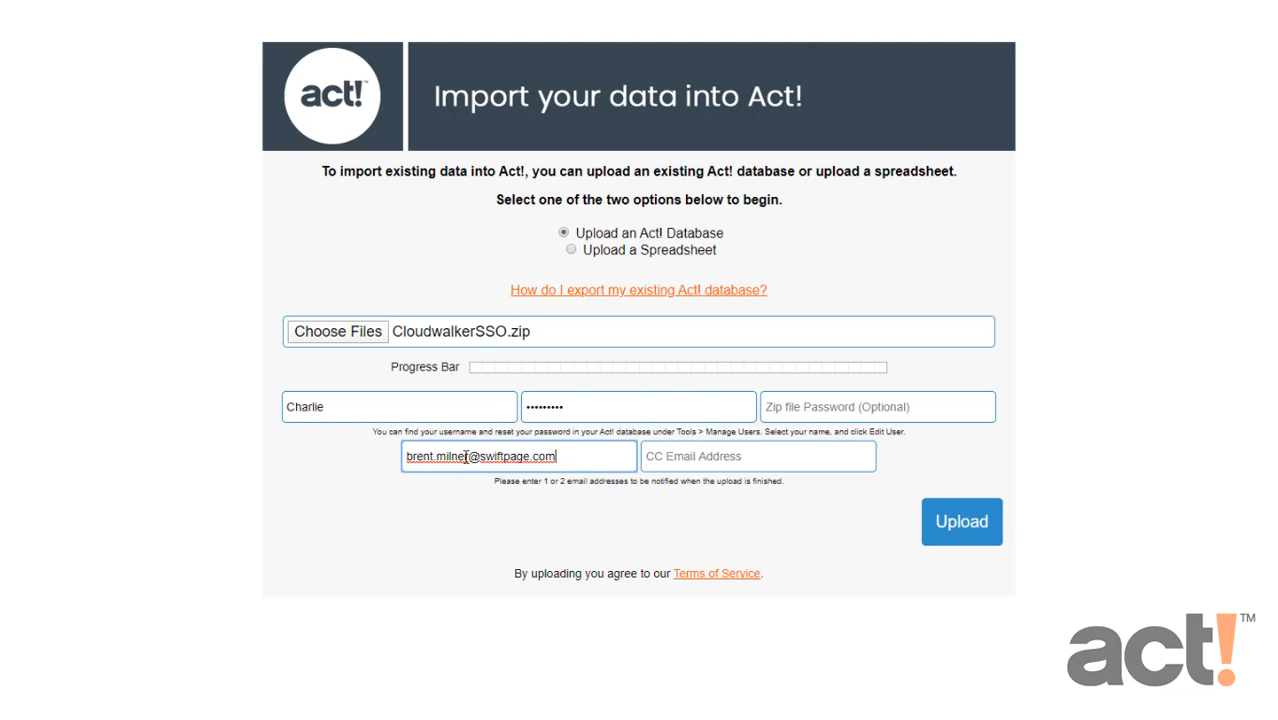 act!™
Import your data into Act!
To import existing data into Act!, you can upload an existing Act! database or upload a spreadsheet.
Select one of the two options below to begin.
Upload an Act! Database
Upload a Spreadsheet
How do I export my existing Act! database?
Choose Files CloudwalkerSSO.zip
Progress Bar
Charlie ••••••••• Zip file Password (Optional)
You can find your username and reset your password in your Act! database under Tools > Manage Users. Select your name, and click Edit User.
brent.milner@swiftpage.com CC Email Address
Please enter 1 or 2 email addresses to be notified when the upload is finished.
Upload
By uploading you agree to our Terms of Service.
act!™